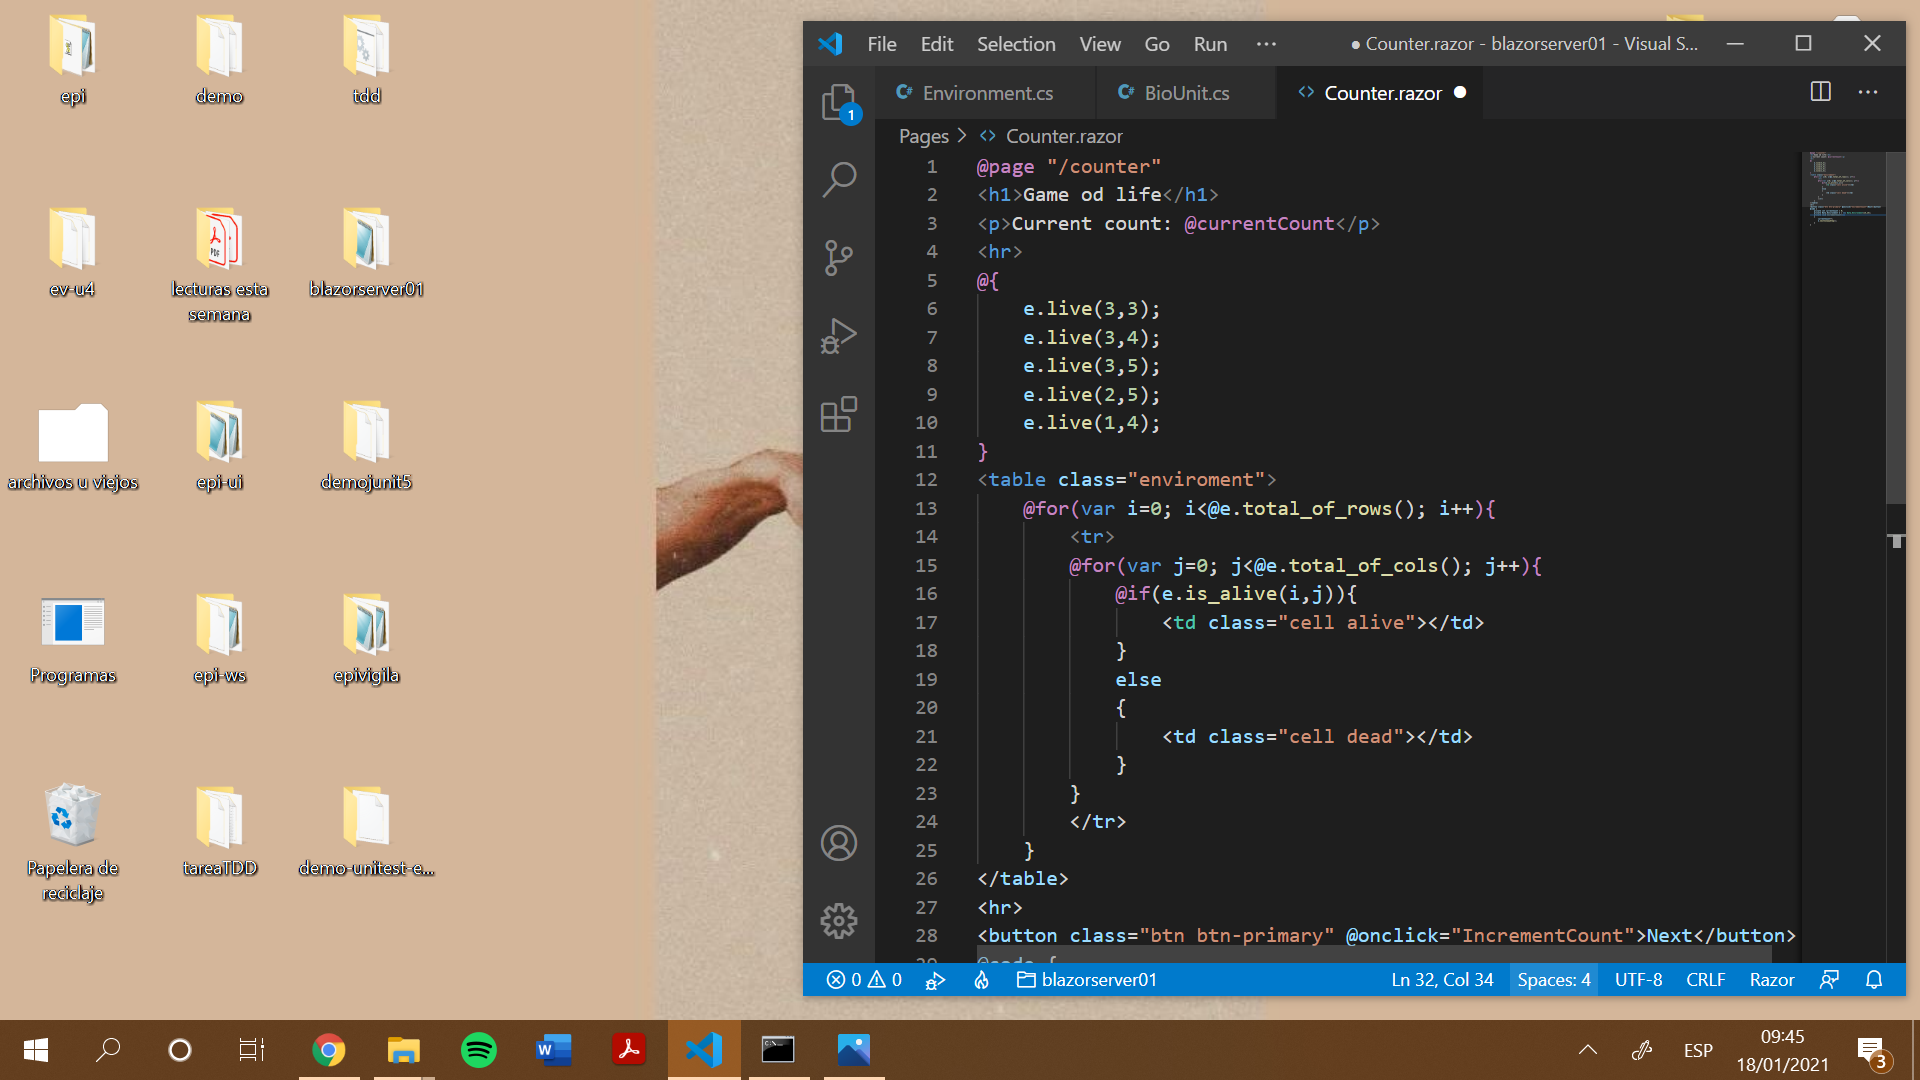 epi
demo
tdd
ev-u4
lecturas esta
semana
blazorserver01
archivos u viejos
epi-ui
demojunit5
Programas
epi-ws
epivigila
Papelera de
reciclaje
tareaTDD
demo-unitest-e...
File Edit Selection View Go Run ··· ● Counter.razor - blazorserver01 - Visual S...
1
Environment.cs BioUnit.cs Counter.razor
Pages > Counter.razor
1 @page "/counter"
2 <h1>Game od life</h1>
3 <p>Current count: @currentCount</p>
4 <hr>
5 @{
6 e.live(3,3);
7 e.live(3,4);
8 e.live(3,5);
9 e.live(2,5);
10 e.live(1,4);
11 }
12 <table class="enviroment">
13 @for(var i=0; i<@e.total_of_rows(); i++){
14 <tr>
15 @for(var j=0; j<@e.total_of_cols(); j++){
16 @if(e.is_alive(i,j)){
17 <td class="cell alive"></td>
18 }
19 else
20 {
21 <td class="cell dead"></td>
22 }
23 }
24 </tr>
25 }
26 </table>
27 <hr>
28 <button class="btn btn-primary" @onclick="IncrementCount">Next</button>
0 0 blazorserver01 Ln 32, Col 34 Spaces: 4 UTF-8 CRLF Razor
ESP 09:45
18/01/2021
3